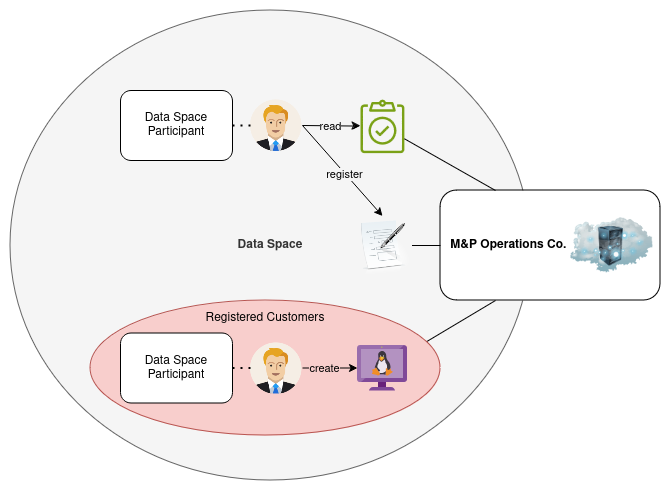 Data Space
Participant
read
register
Data Space
M&P Operations Co.
Registered Customers
Data Space
Participant
create